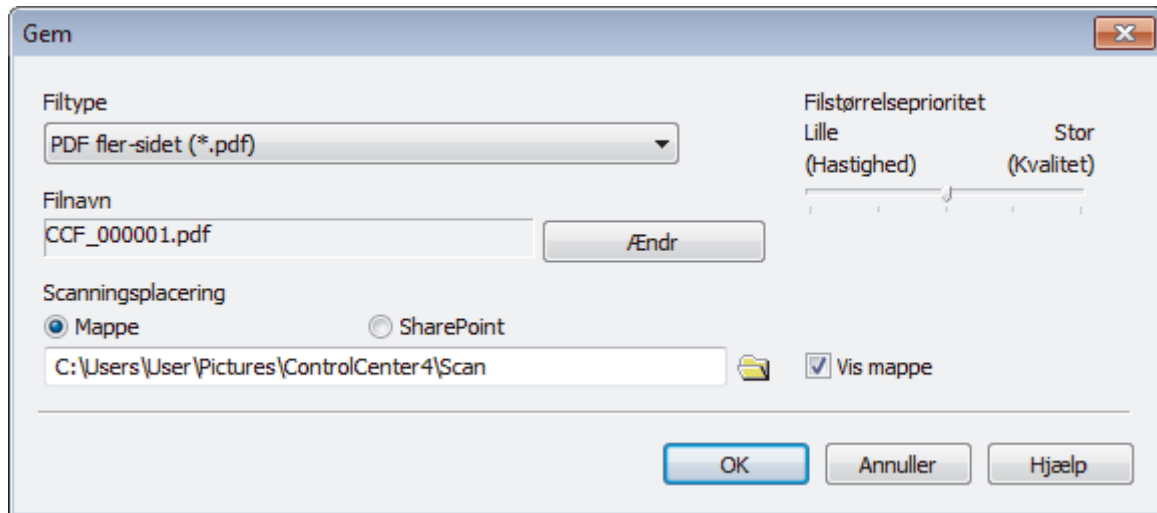 Gem
Filtype
PDF fler-sidet (*.pdf)
Filnavn
CCF_000001.pdf
Ændr
Scanningsplacering
Mappe
SharePoint
C:\Users\User\Pictures\ControlCenter4\Scan
Filstørrelseprioritet
Lille Stor
(Hastighed) (Kvalitet)
Vis mappe
OK
Annuller
Hjælp